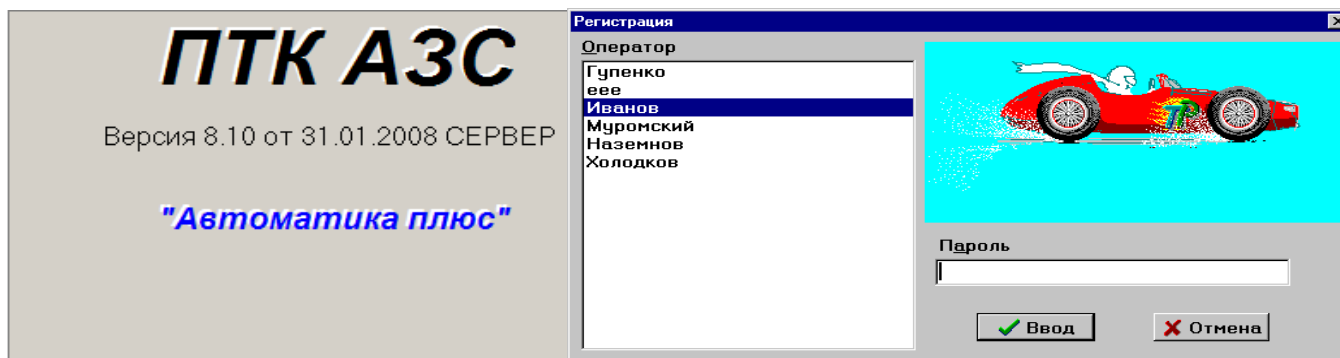 ПТК АЗС
Версия 8.10 от 31.01.2008 СЕРВЕР
"Автоматика плюс"
Регистрация
Оператор
Гупенко
еее
Иванов
Муромский
Наземнов
Холодков
Пароль
Ввод
Отмена